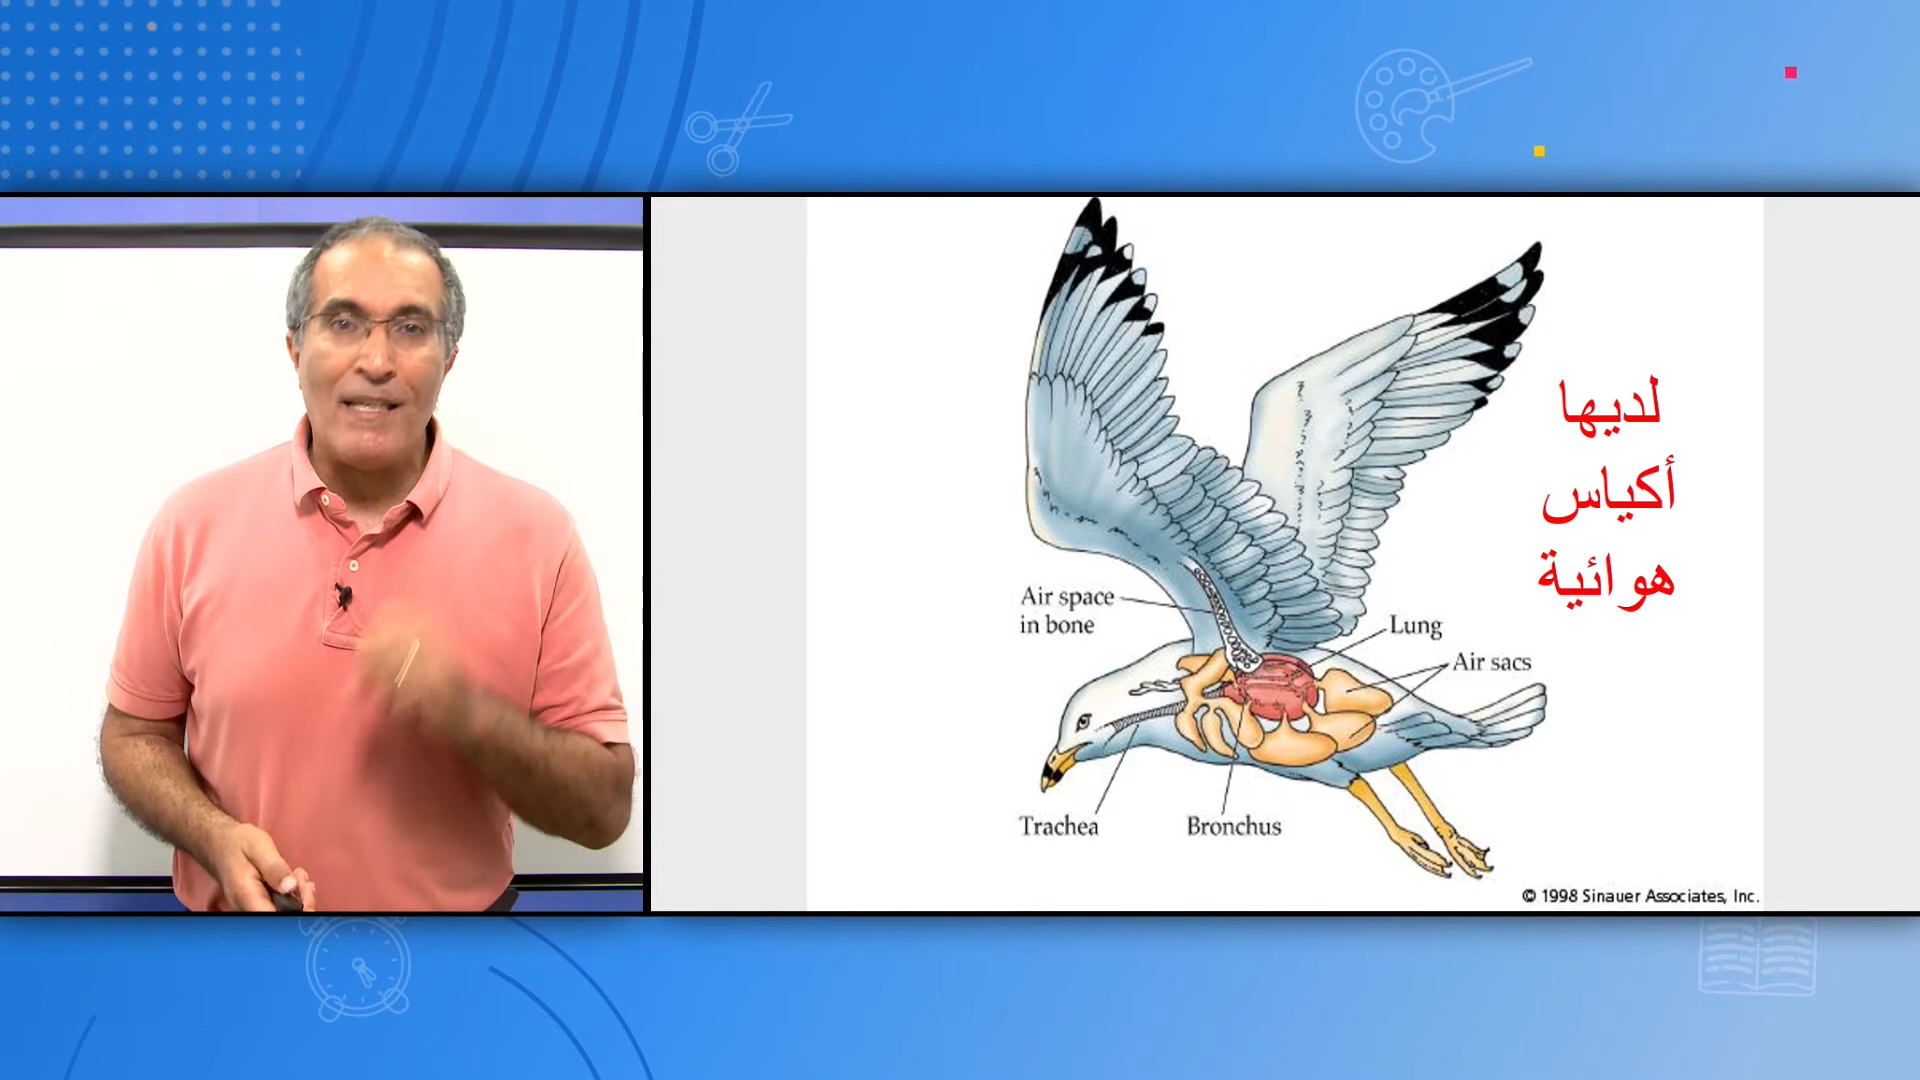 لديها
أكياس
هوائية
Air space
in bone
Lung
Air sacs
Trachea
Bronchus
© 1998 Sinauer Associates, Inc.